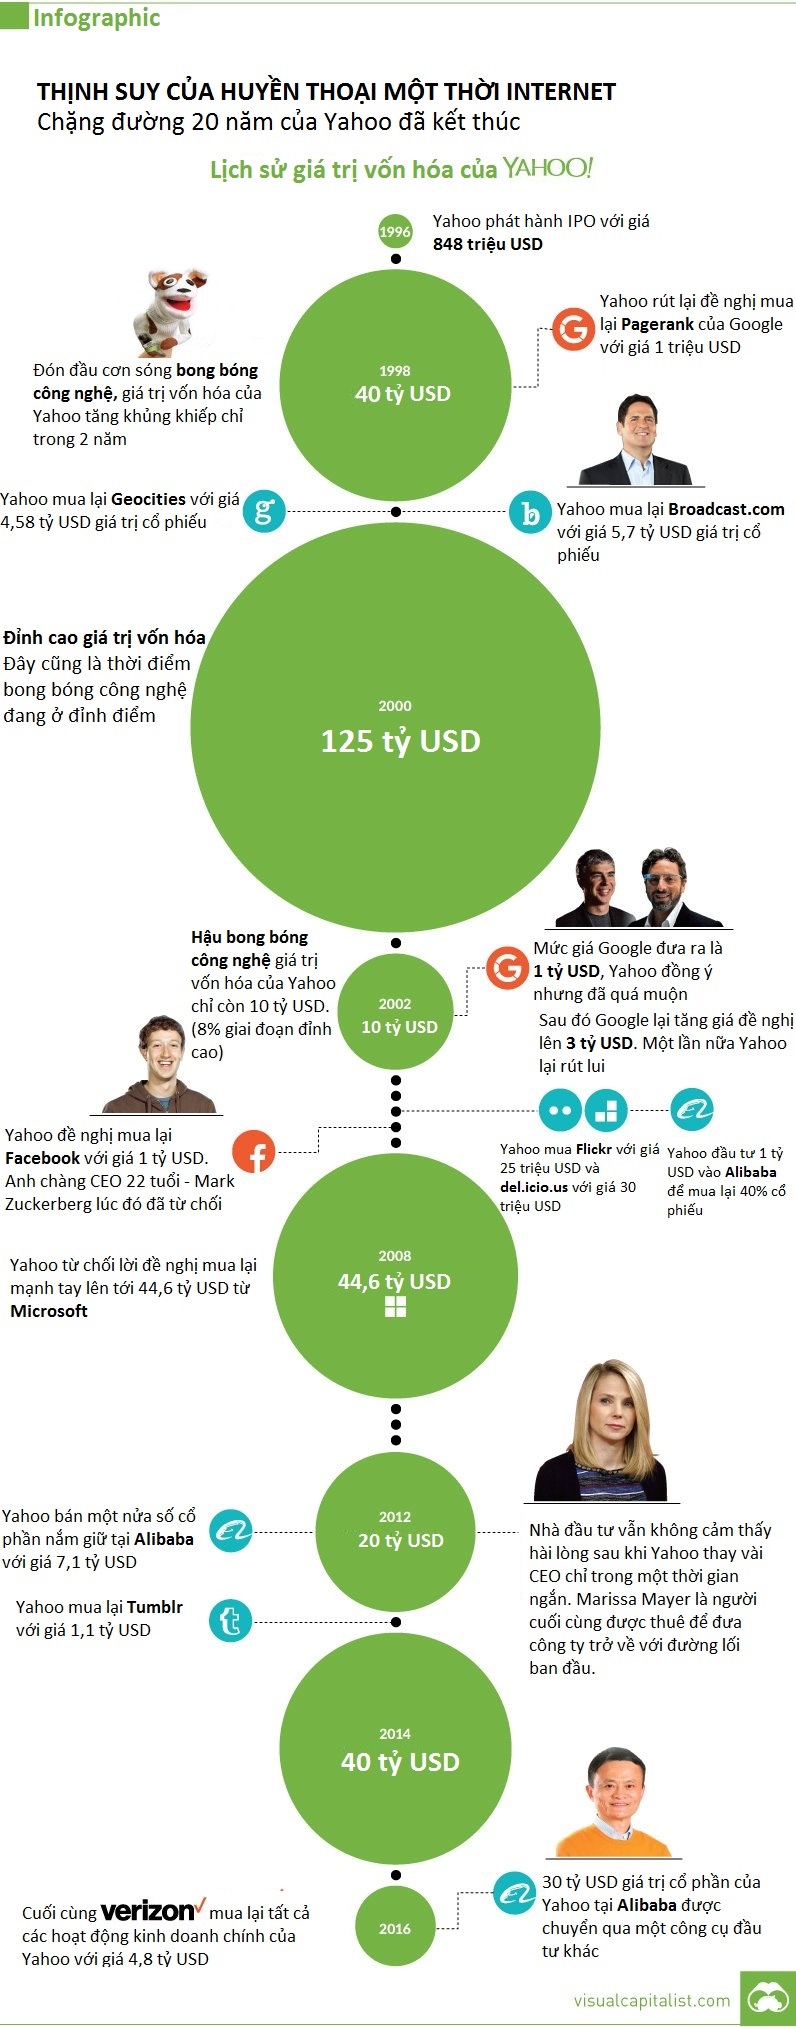 Infographic
THỊNH SUY CỦA HUYỀN THOẠI MỘT THỜI INTERNET
Chặng đường 20 năm của Yahoo đã kết thúc
Lịch sử giá trị vốn hóa của YAHOO!
1996
Yahoo phát hành IPO với giá
848 triệu USD
Yahoo rút lại đề nghị mua
lại Pagerank của Google
với giá 1 triệu USD
G
1998
40 tỷ USD
Đón đầu cơn sóng bong bóng
công nghệ, giá trị vốn hóa của
Yahoo tăng khủng khiếp chỉ
trong 2 năm
Yahoo mua lại Geocities với giá
4,58 tỷ USD giá trị cổ phiếu
g
b
Yahoo mua lại Broadcast.com
với giá 5,7 tỷ USD giá trị cổ
phiếu
Đỉnh cao giá trị vốn hóa
Đây cũng là thời điểm
bong bóng công nghệ
đang ở đỉnh điểm
2000
125 tỷ USD
Hậu bong bóng
công nghệ giá trị
vốn hóa của Yahoo
chỉ còn 10 tỷ USD.
(8% giai đoạn đỉnh
cao)
2002
10 tỷ USD
G
Mức giá Google đưa ra là
1 tỷ USD, Yahoo đồng ý
nhưng đã quá muộn
Sau đó Google lại tăng giá đề nghị
lên 3 tỷ USD. Một lần nữa Yahoo
lại rút lui
Yahoo đề nghị mua lại
Facebook với giá 1 tỷ USD.
Anh chàng CEO 22 tuổi - Mark
Zuckerberg lúc đó đã từ chối
f
Yahoo mua Flickr với giá
25 triệu USD và
del.icio.us với giá 30
triệu USD
Yahoo đầu tư 1 tỷ
USD vào Alibaba
để mua lại 40% cổ
phiếu
Yahoo từ chối lời đề nghị mua lại
mạnh tay lên tới 44,6 tỷ USD từ
Microsoft
2008
44,6 tỷ USD
Yahoo bán một nửa số cổ
phần nắm giữ tại Alibaba
với giá 7,1 tỷ USD
2012
20 tỷ USD
Nhà đầu tư vẫn không cảm thấy
hài lòng sau khi Yahoo thay vài
CEO chỉ trong một thời gian
ngắn. Marissa Mayer là người
cuối cùng được thuê để đưa
công ty trở về với đường lối
ban đầu.
Yahoo mua lại Tumblr
với giá 1,1 tỷ USD
t
2014
40 tỷ USD
Cuối cùng verizon mua lại tất cả
các hoạt động kinh doanh chính của
Yahoo với giá 4,8 tỷ USD
2016
30 tỷ USD giá trị cổ phần của
Yahoo tại Alibaba được
chuyển qua một công cụ đầu
tư khác
visualcapitalist.com